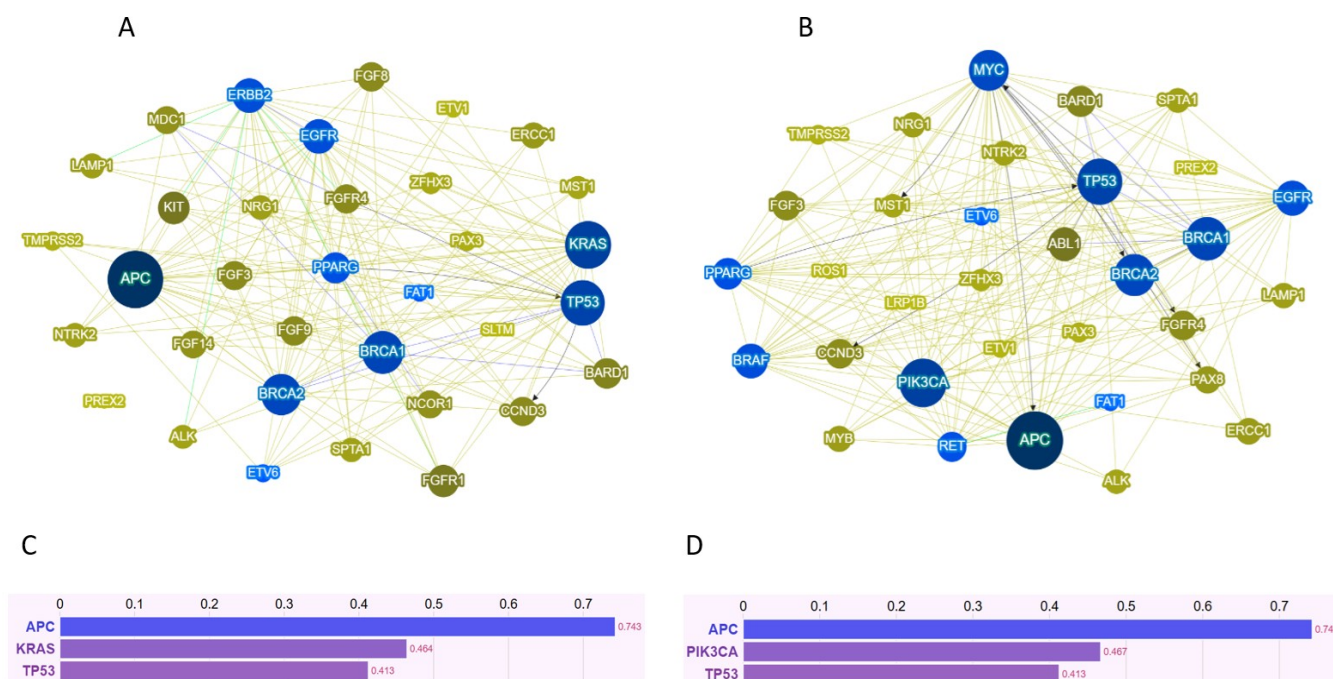 A
B
FGF8
ERBB2
ETV1
MDC1
EGFR
ERCC1
LAMP1
ZFHX3
MST1
KIT
NRG1
FGFR4
TMPRSS2
PAX3
KRAS
APC
FGF3
PPARG
FAT1
TP53
NTRK2
FGF14
FGF9
SLTM
BRCA1
BARD1
PREX2
BRCA2
NCOR1
CCND3
ALK
SPTA1
ETV6
FGFR1
MYC
BARD1
SPTA1
TMPRSS2
NRG1
NTRK2
PREX2
TP53
FGF3
MST1
ETV6
EGFR
ABL1
BRCA1
PPARG
ROS1
ZFHX3
BRCA2
LRP1B
LAMP1
BRAF
CCND3
ETV1
PAX3
FGFR4
PIK3CA
PAX8
FAT1
MYB
RET
APC
ERCC1
ALK
C
0 0.1 0.2 0.3 0.4 0.5 0.6 0.7
APC 0.743
KRAS 0.464
TP53 0.413
D
0 0.1 0.2 0.3 0.4 0.5 0.6 0.7
APC 0.74
PIK3CA 0.467
TP53 0.413